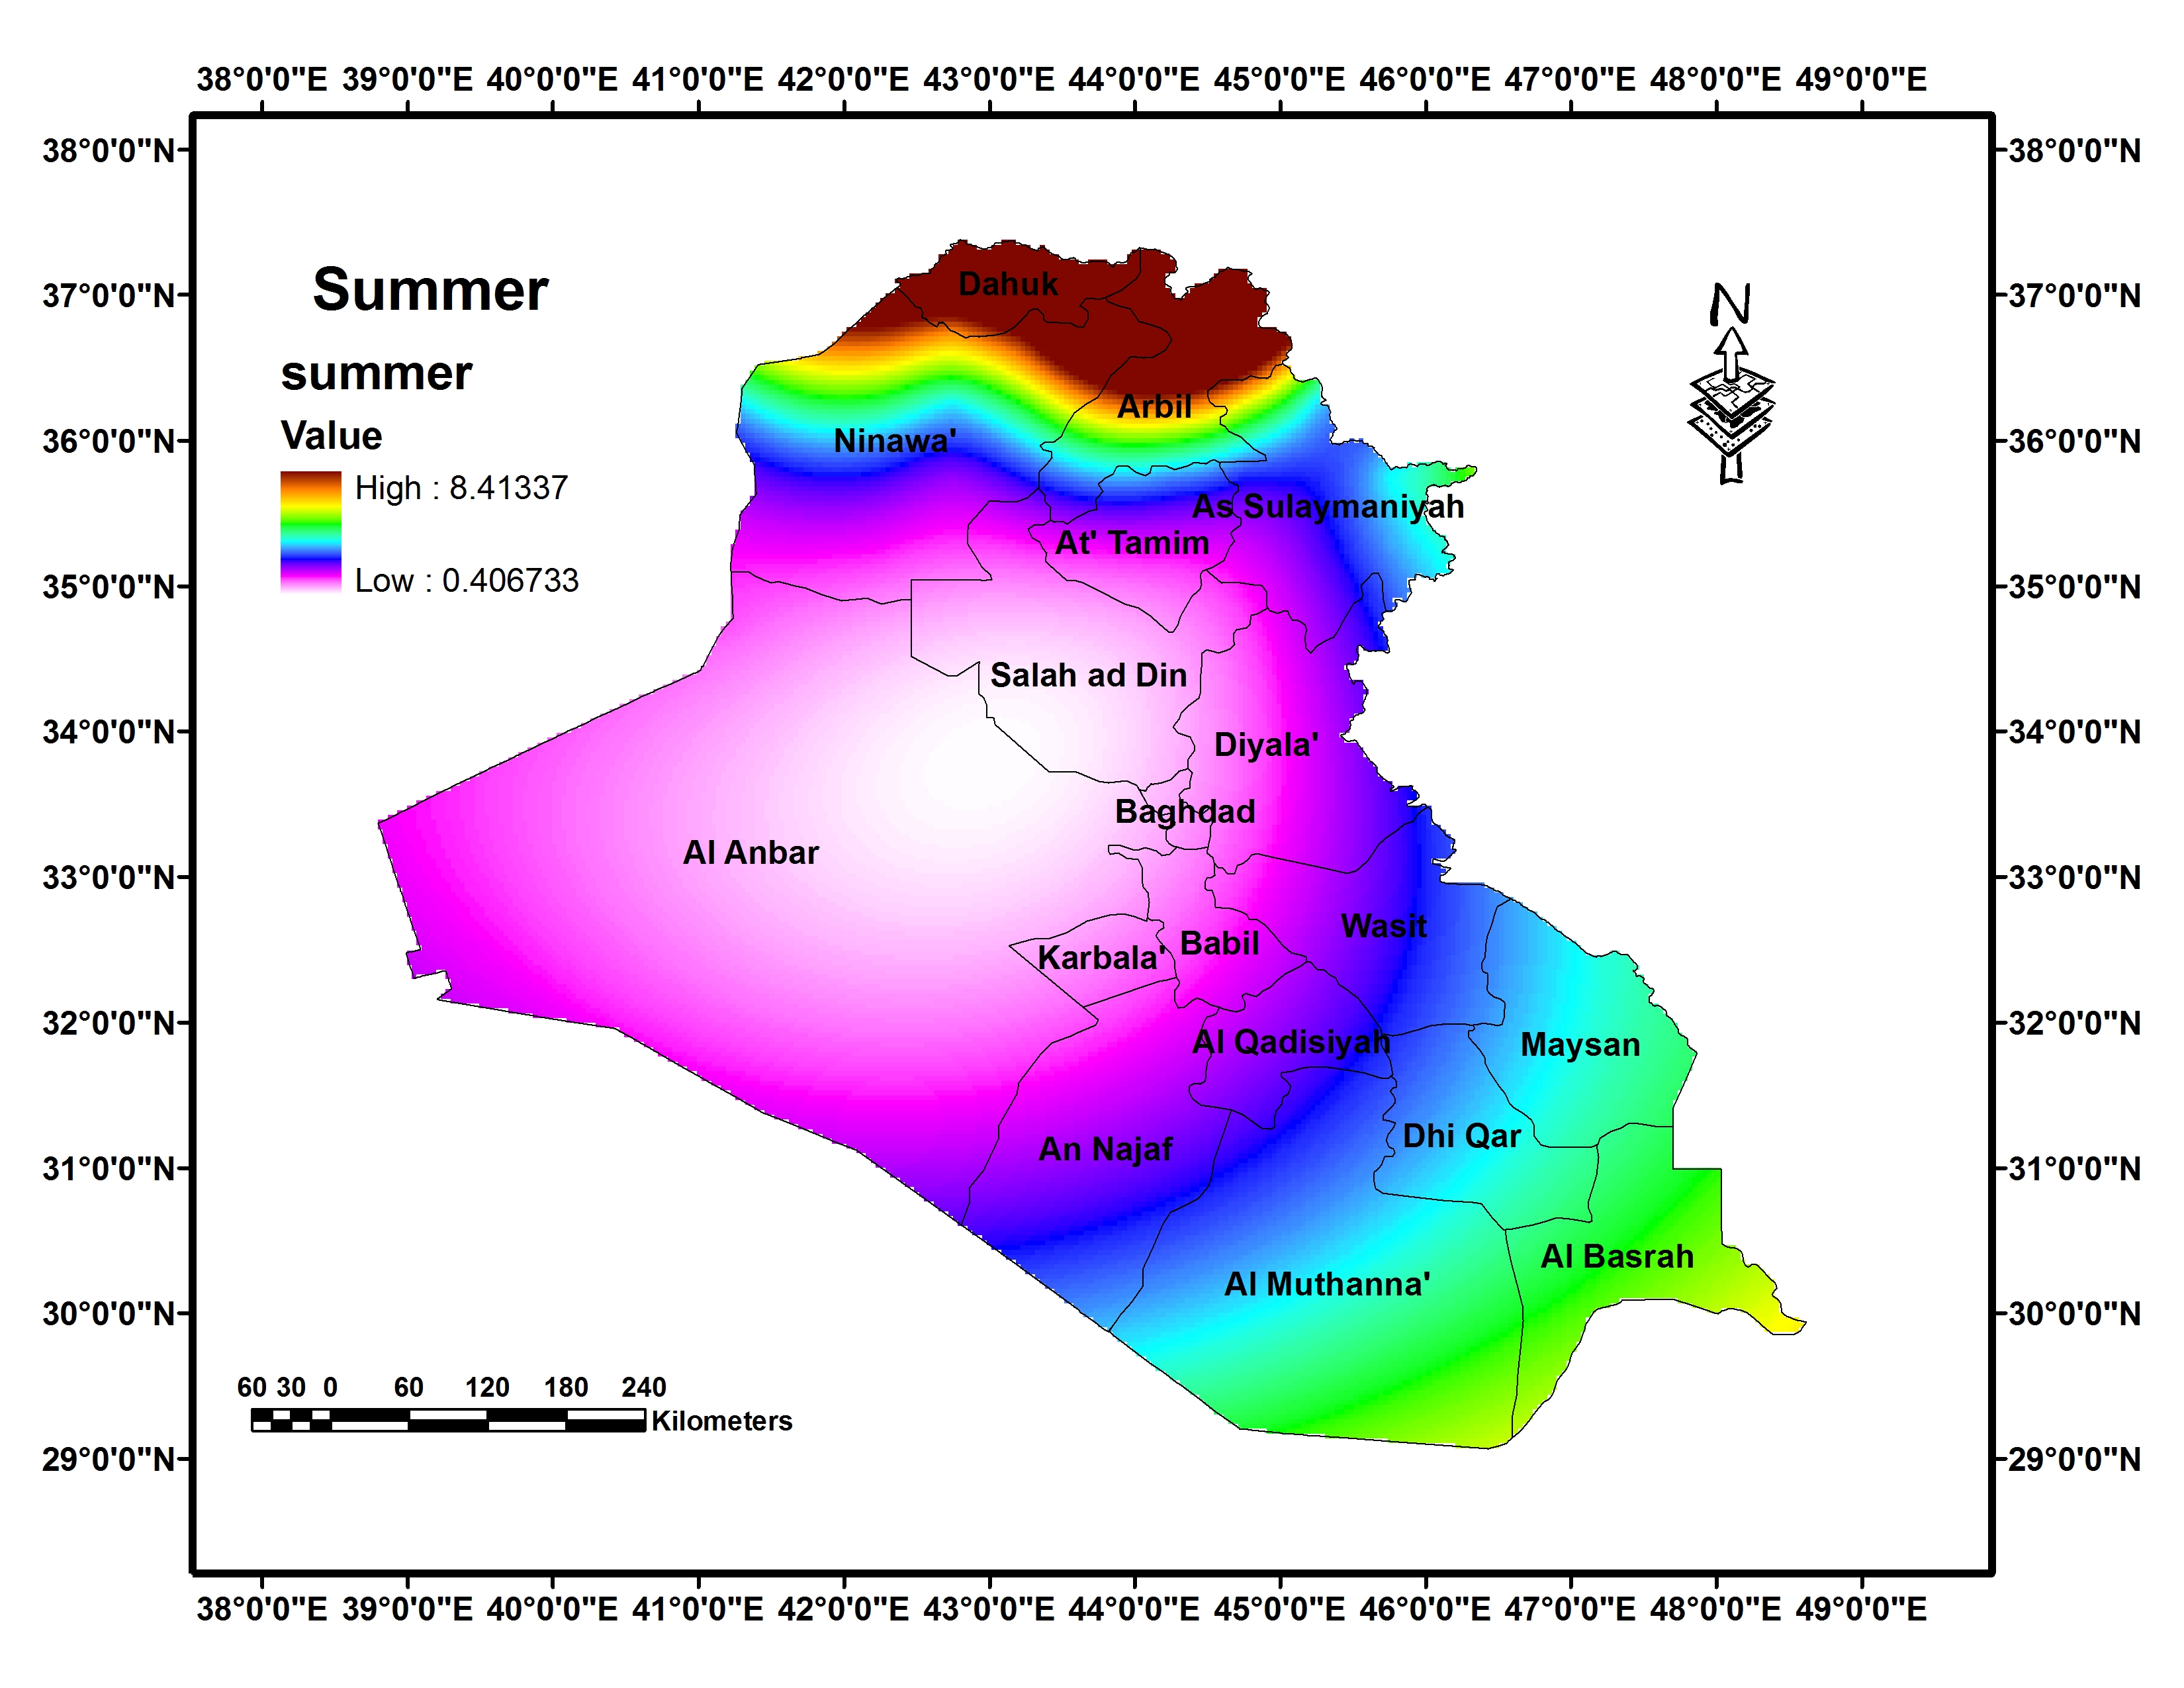 38°0'0"E 39°0'0"E 40°0'0"E 41°0'0"E 42°0'0"E 43°0'0"E 44°0'0"E 45°0'0"E 46°0'0"E 47°0'0"E 48°0'0"E 49°0'0"E
38°0'0"N 38°0'0"N
37°0'0"N 37°0'0"N
36°0'0"N 36°0'0"N
35°0'0"N 35°0'0"N
34°0'0"N 34°0'0"N
33°0'0"N 33°0'0"N
32°0'0"N 32°0'0"N
31°0'0"N 31°0'0"N
30°0'0"N 30°0'0"N
29°0'0"N 29°0'0"N
Summer
summer
Value
High : 8.41337
Low : 0.406733
N
Dahuk
Arbil
Ninawa'
As Sulaymaniyah
At' Tamim
Salah ad Din
Diyala'
Baghdad
Al Anbar
Wasit
Babil
Karbala'
Al Qadisiyah
Maysan
Dhi Qar
An Najaf
Al Basrah
Al Muthanna'
60 30 0 60 120 180 240
Kilometers
38°0'0"E 39°0'0"E 40°0'0"E 41°0'0"E 42°0'0"E 43°0'0"E 44°0'0"E 45°0'0"E 46°0'0"E 47°0'0"E 48°0'0"E 49°0'0"E